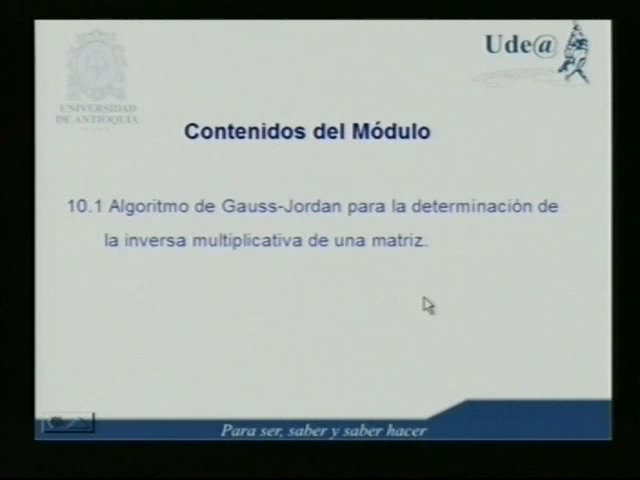 Ude@
UNIVERSIDAD
DE ANTIOQUIA
Contenidos del Módulo
10.1 Algoritmo de Gauss-Jordan para la determinación de
la inversa multiplicativa de una matriz.
Para ser, saber y saber hacer